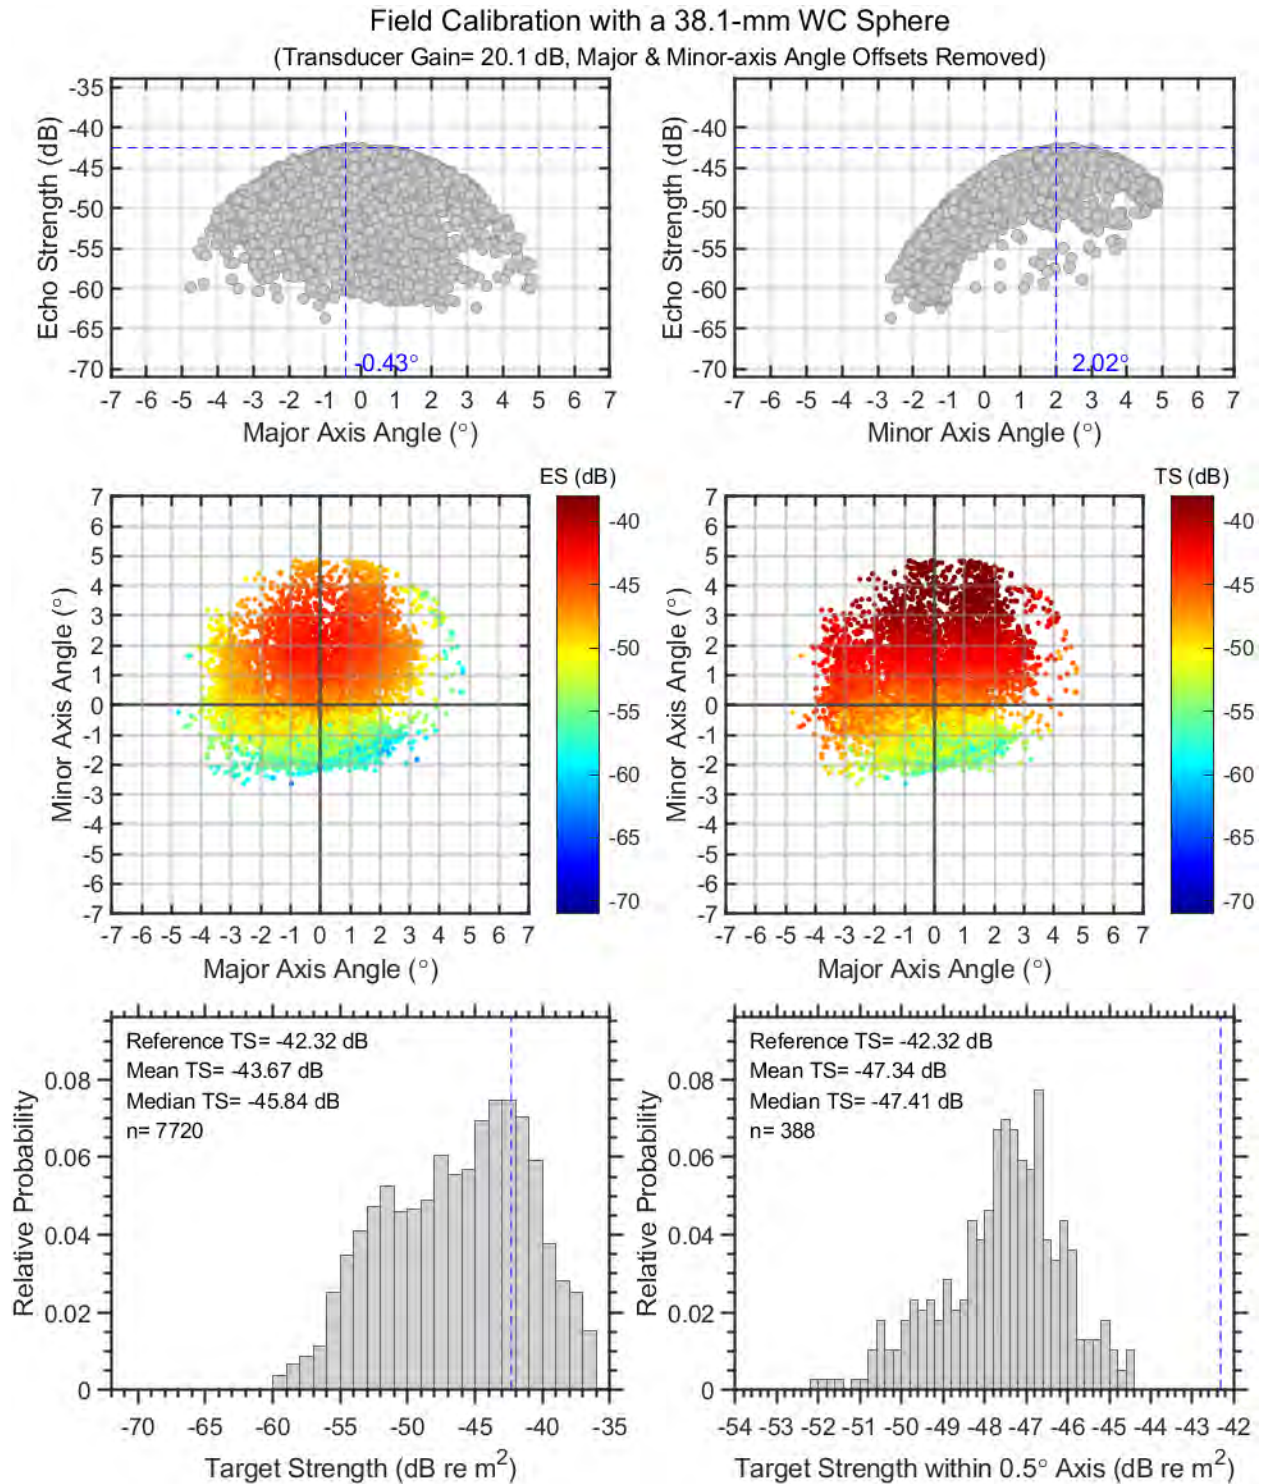 Field Calibration with a 38.1-mm WC Sphere
(Transducer Gain= 20.1 dB, Major & Minor-axis Angle Offsets Removed)
Echo Strength (dB)
-35
-40
-45
-50
-55
-60
-65
-70
-0.43°
-7 -6 -5 -4 -3 -2 -1 0 1 2 3 4 5 6 7
Major Axis Angle (°)
Echo Strength (dB)
-35
-40
-45
-50
-55
-60
-65
-70
2.02°
-7 -6 -5 -4 -3 -2 -1 0 1 2 3 4 5 6 7
Minor Axis Angle (°)
Minor Axis Angle (°)
7
6
5
4
3
2
1
0
-1
-2
-3
-4
-5
-6
-7
-7 -6 -5 -4 -3 -2 -1 0 1 2 3 4 5 6 7
Major Axis Angle (°)
ES (dB)
-40
-45
-50
-55
-60
-65
-70
Minor Axis Angle (°)
7
6
5
4
3
2
1
0
-1
-2
-3
-4
-5
-6
-7
-7 -6 -5 -4 -3 -2 -1 0 1 2 3 4 5 6 7
Major Axis Angle (°)
TS (dB)
-40
-45
-50
-55
-60
-65
-70
Relative Probability
0.08
0.06
0.04
0.02
0
Reference TS= -42.32 dB
Mean TS= -43.67 dB
Median TS= -45.84 dB
n= 7720
-70 -65 -60 -55 -50 -45 -40 -35
Target Strength (dB re m²)
Relative Probability
0.08
0.06
0.04
0.02
0
Reference TS= -42.32 dB
Mean TS= -47.34 dB
Median TS= -47.41 dB
n= 388
-54 -53 -52 -51 -50 -49 -48 -47 -46 -45 -44 -43 -42
Target Strength within 0.5° Axis (dB re m²)